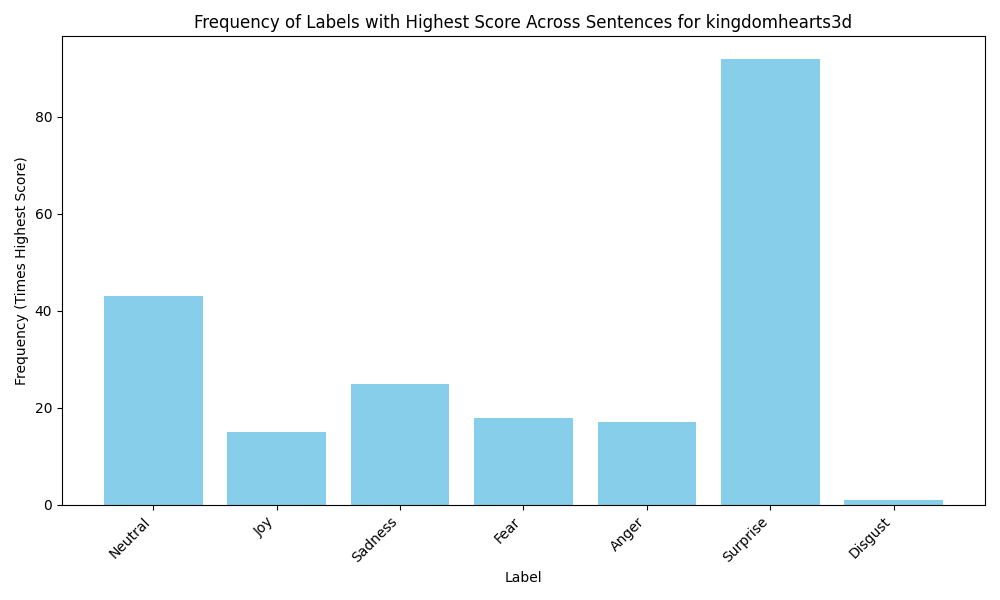 Frequency of Labels with Highest Score Across Sentences for kingdomhearts3d
Frequency (Times Highest Score)
80
60
40
20
0
Neutral
Joy
Sadness
Fear
Anger
Surprise
Disgust
Label